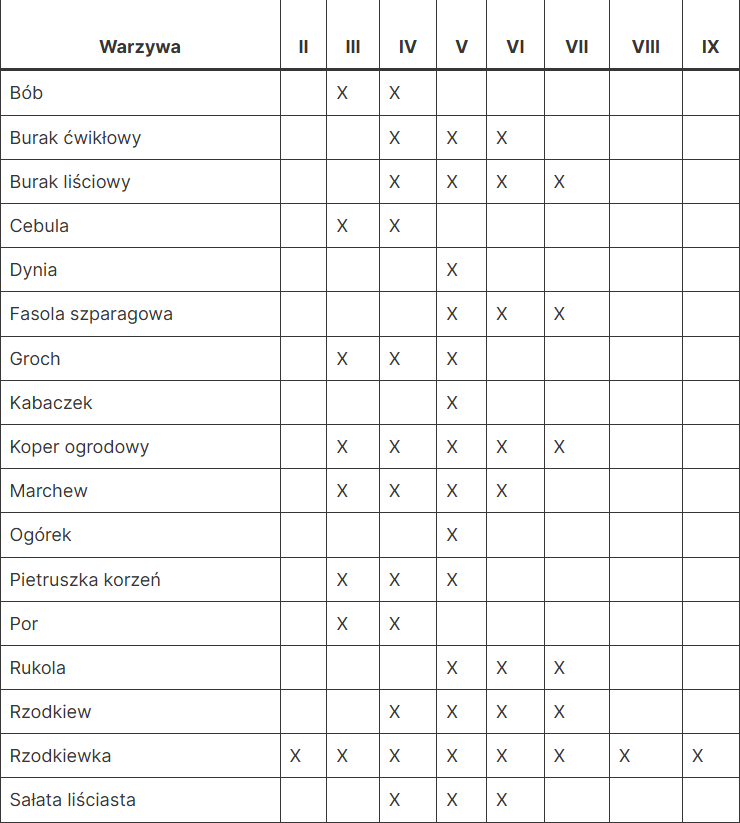 Warzywa II III IV V VI VII VIII IX
Bób X X
Burak ćwikłowy X X X
Burak liściowy X X X X
Cebula X X
Dynia X
Fasola szparagowa X X X
Groch X X X
Kabaczek X
Koper ogrodowy X X X X X
Marchew X X X X
Ogórek X
Pietruszka korzeń X X X
Por X X
Rukola X X X
Rzodkiew X X X X
Rzodkiewka X X X X X X X X
Sałata liściasta X X X